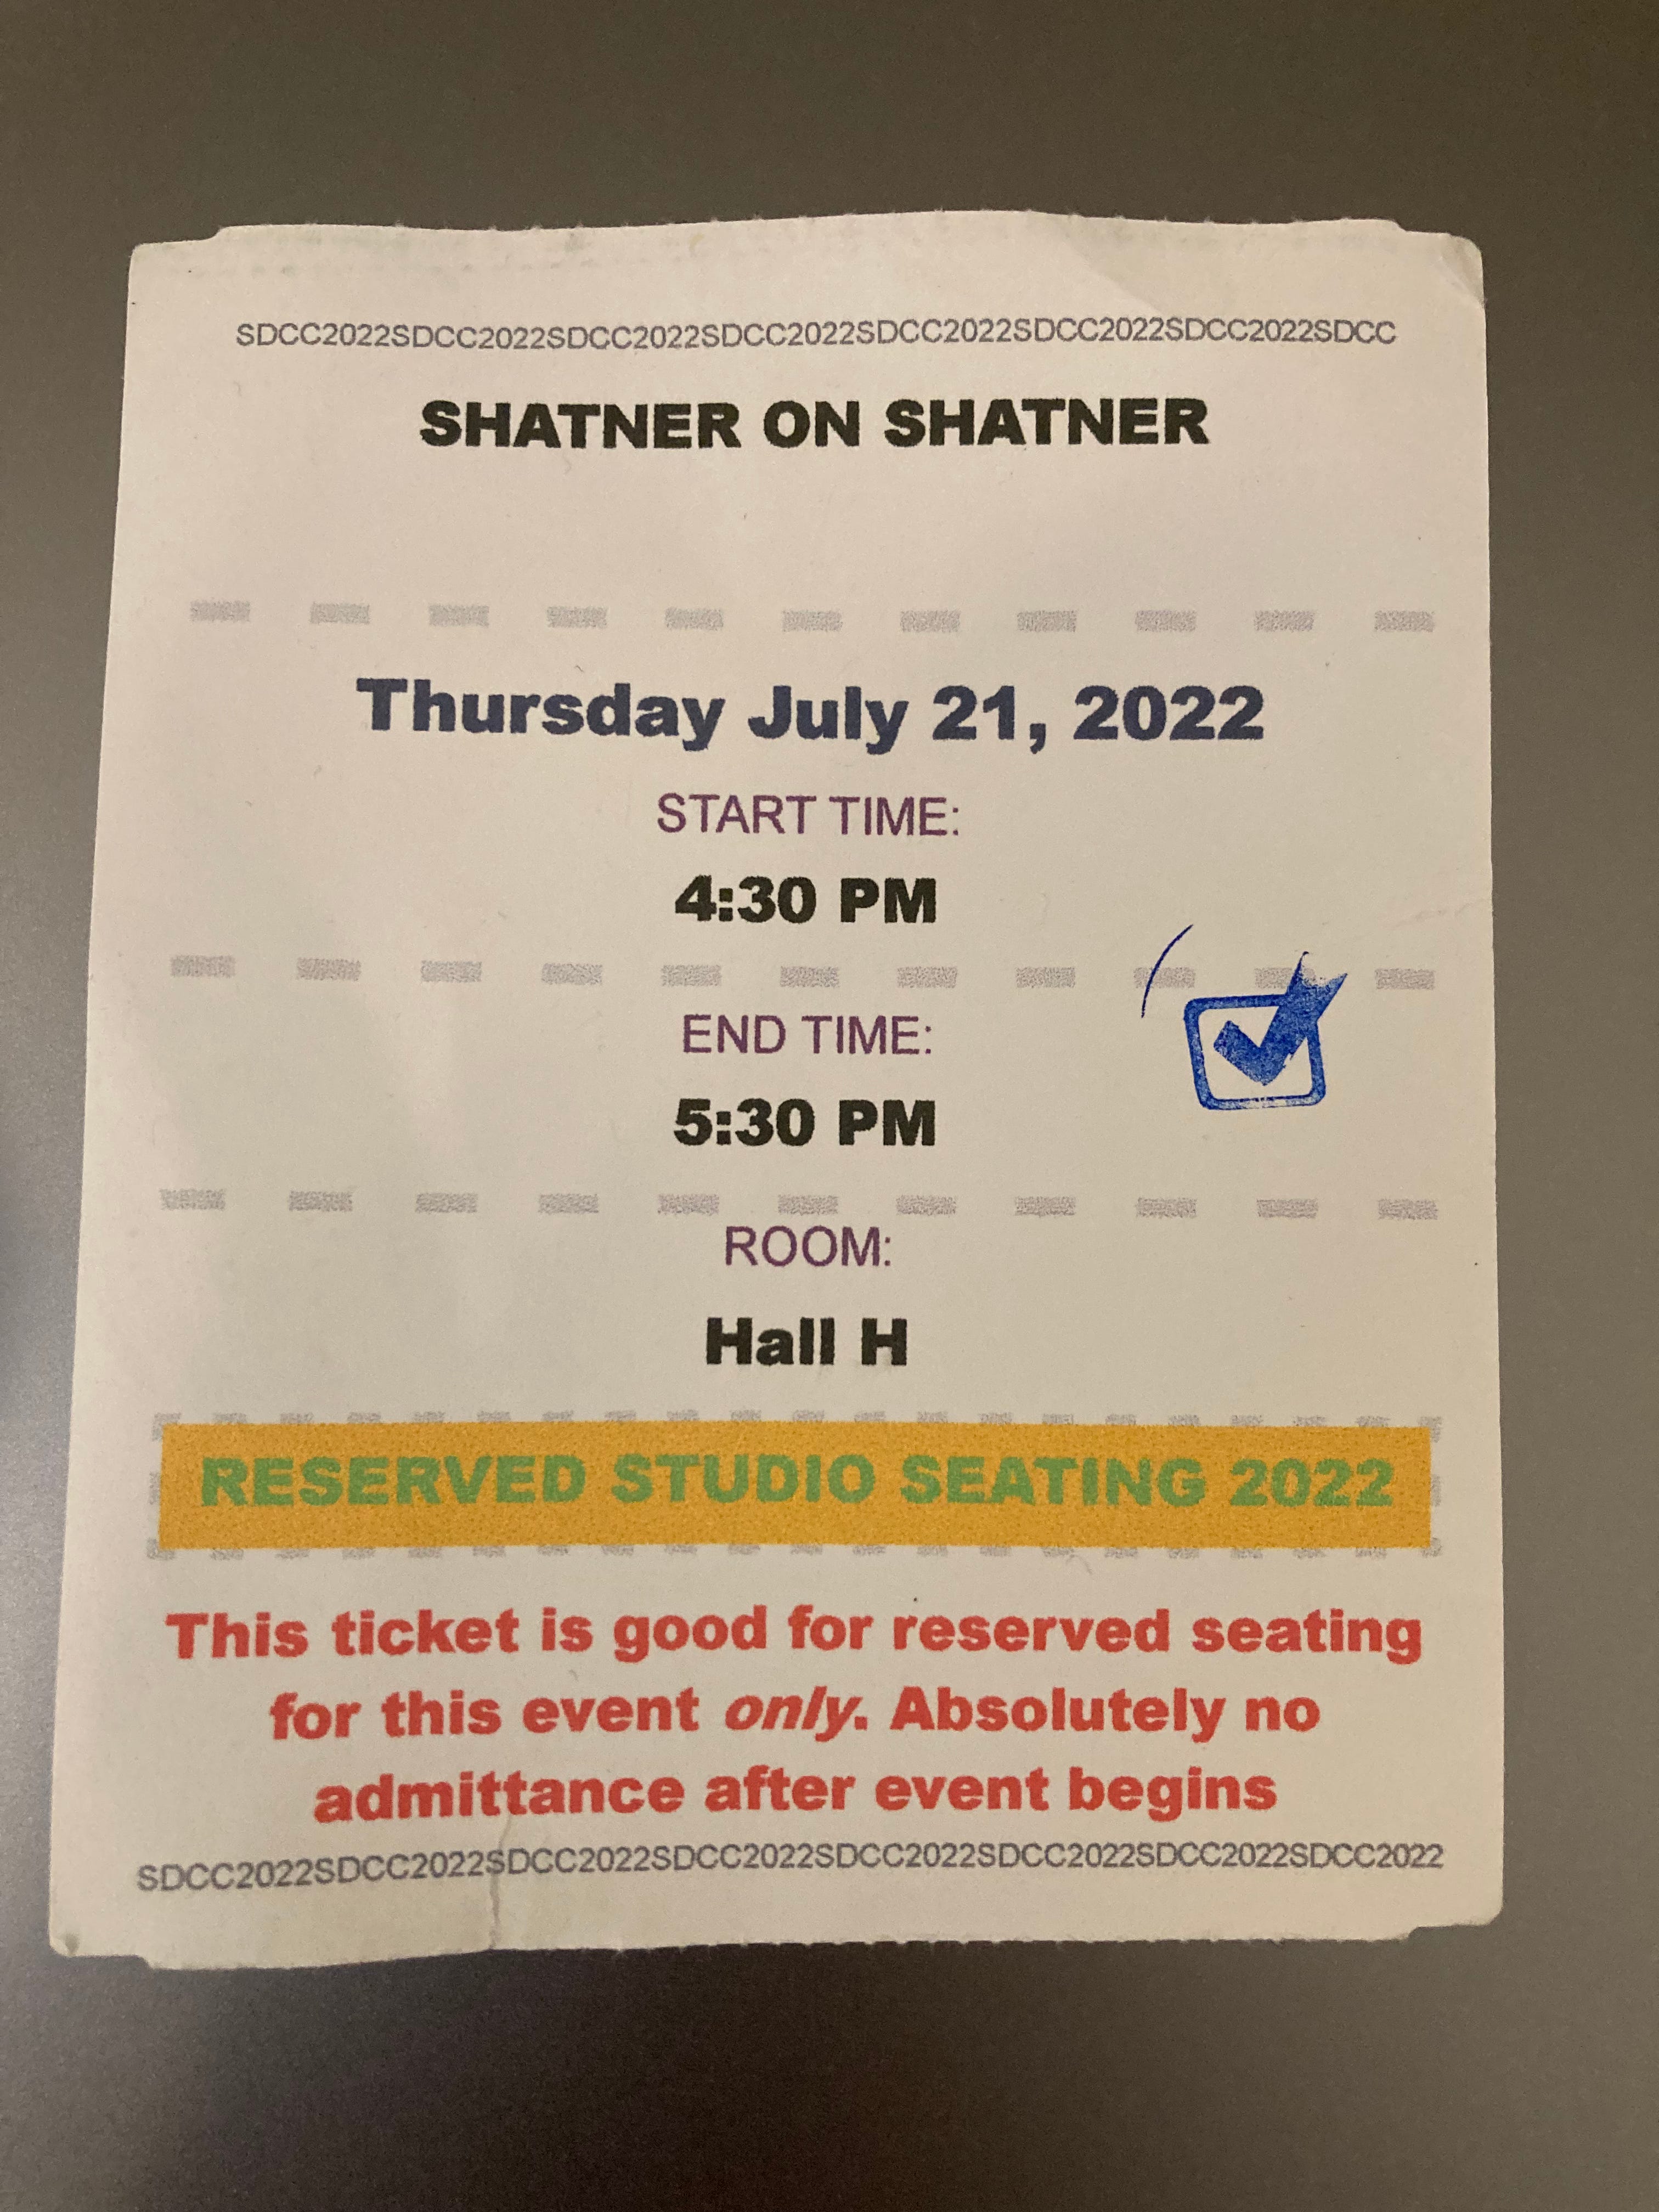 SDCC2022SDCC2022SDCC2022SDCC2022SDCC2022SDCC2022SDCC2022SDCC
SHATNER ON SHATNER
Thursday July 21, 2022
START TIME:
4:30 PM
END TIME:
5:30 PM
ROOM:
Hall H
RESERVED STUDIO SEATING 2022
This ticket is good for reserved seating
for this event only. Absolutely no
admittance after event begins
SDCC2022SDCC2022SDCC2022SDCC2022SDCC2022SDCC2022SDCC2022SDCC2022